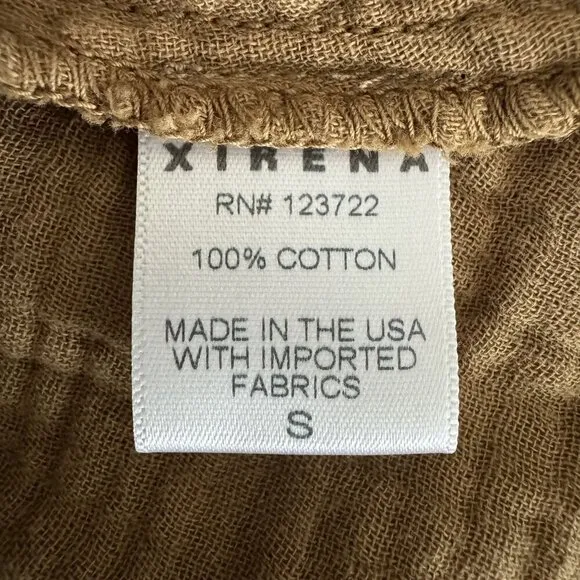 XIRENA
RN# 123722
100% COTTON
MADE IN THE USA
WITH IMPORTED
FABRICS
S